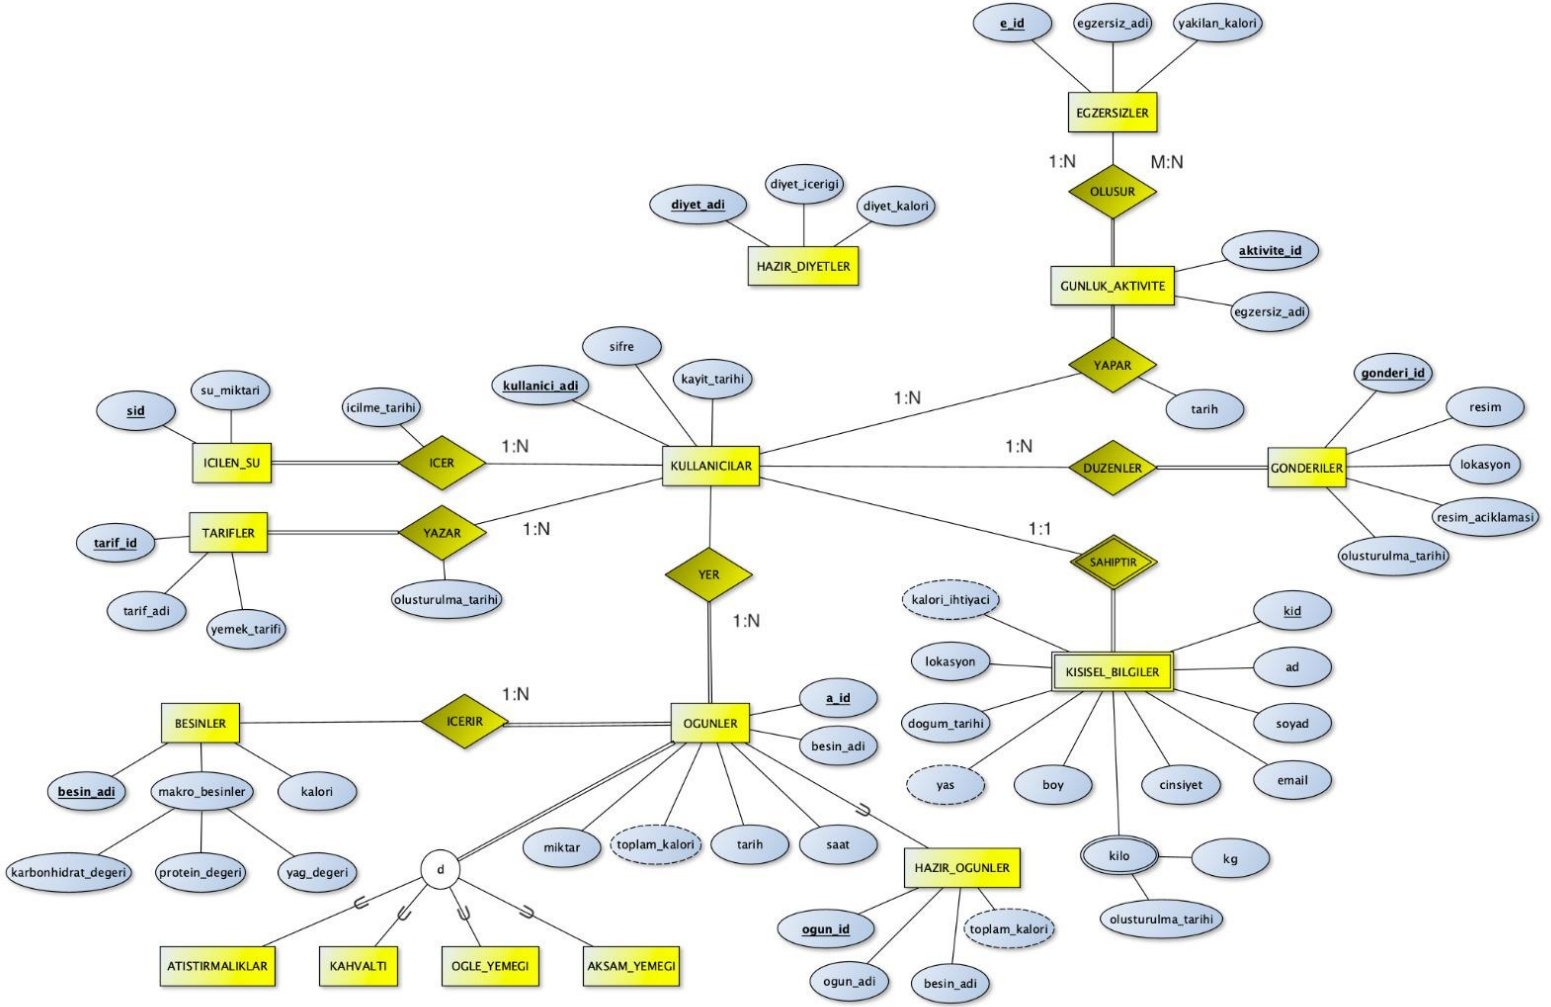 e_id
egzersiz_adi
yakilan_kalori
EGZERSIZLER
1:N
M:N
OLUSUR
diyet_adi
diyet_icerigi
diyet_kalori
HAZIR_DIYETLER
aktivite_id
GUNLUK_AKTIVITE
egzersiz_adi
YAPAR
tarih
sifre
kullanici_adi
kayit_tarihi
1:N
gonderi_id
resim
su_miktari
sid
icilme_tarihi
ICILEN_SU
ICER
1:N
KULLANICILAR
1:N
DUZENLER
GONDERILER
lokasyon
resim_aciklamasi
olusturulma_tarihi
TARIFLER
tarif_id
YAZAR
1:N
1:1
tarif_adi
yemek_tarifi
olusturulma_tarihi
YER
1:N
SAHIPTIR
kalori_ihtiyaci
kid
lokasyon
KISISEL_BILGILER
ad
dogum_tarihi
soyad
yas
boy
cinsiyet
email
kilo
kg
olusturulma_tarihi
BESINLER
ICERIR
1:N
OGUNLER
a_id
besin_adi
besin_adi
makro_besinler
kalori
karbonhidrat_degeri
protein_degeri
yag_degeri
miktar
toplam_kalori
tarih
saat
d
HAZIR_OGUNLER
ogun_id
toplam_kalori
ogun_adi
besin_adi
ATISTIRMALIKLAR
KAHVALTI
OGLE_YEMEGI
AKSAM_YEMEGI